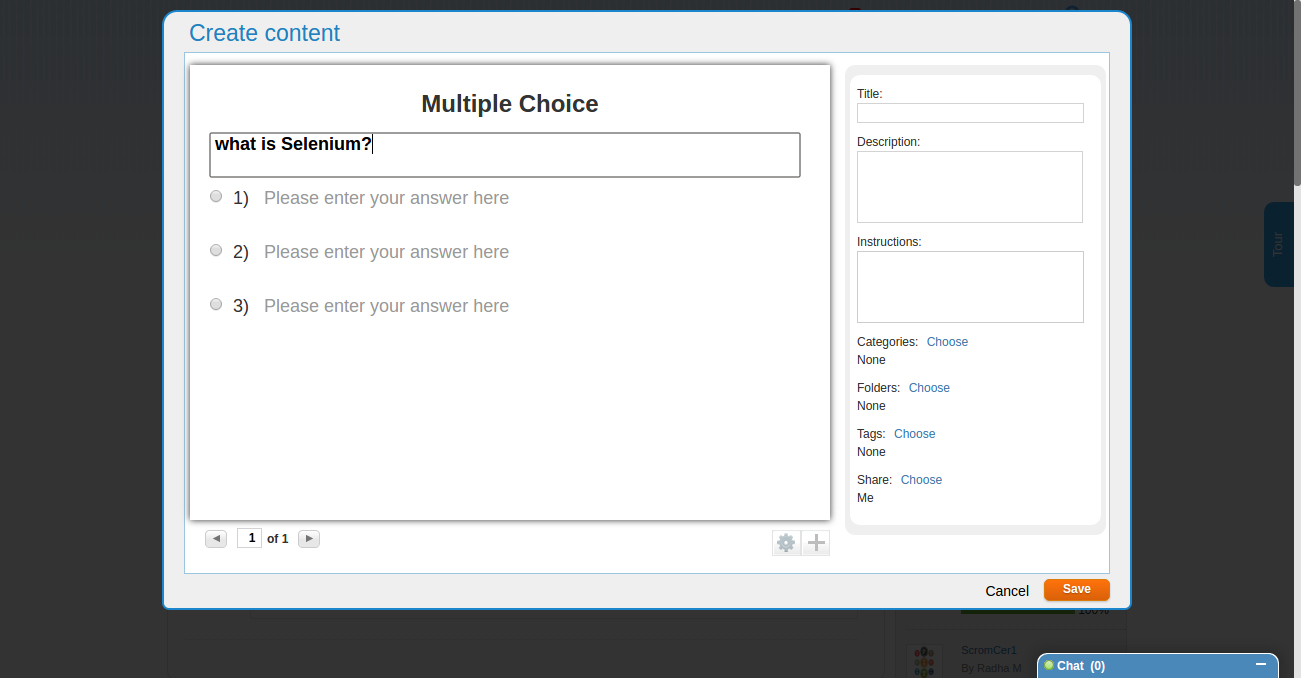 Create content
Multiple Choice
what is Selenium?
1) Please enter your answer here
2) Please enter your answer here
3) Please enter your answer here
1 of 1
Title:
Description:
Instructions:
Categories: Choose
None
Folders: Choose
None
Tags: Choose
None
Share: Choose
Me
Cancel Save
Tour
100%
ScromCer1
By Radha M
Chat (0)